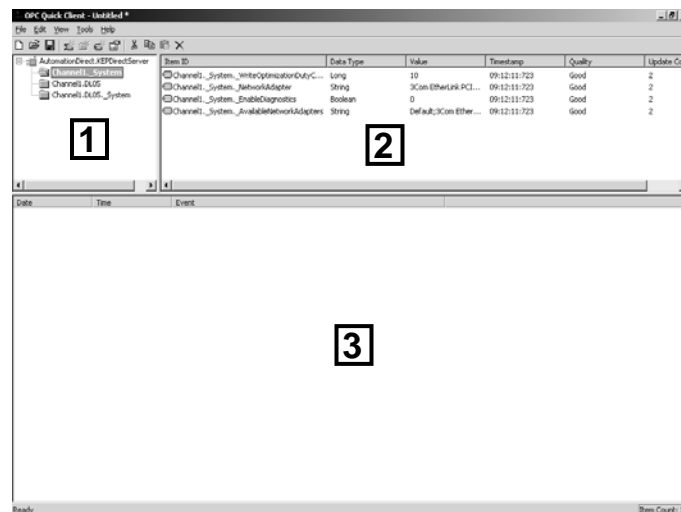 OPC Quick Client - Untitled *
File Edit View Tools Help
AutomationDirect.KEPDirectServer
Channel1._System
Channel1.DL05
Channel1.DL05._System
1
Item ID Data Type Value Timestamp Quality Update Co
Channel1._System._WriteOptimizationDutyC... Long 10 09:12:11:723 Good 2
Channel1._System._NetworkAdapter String 3Com EtherLink PCI... 09:12:11:723 Good 2
Channel1._System._EnableDiagnostics Boolean 0 09:12:11:723 Good 2
Channel1._System._AvailableNetworkAdapters String Default;3Com Ether... 09:12:11:723 Good 2
2
Date Time Event
3
Ready Item Count: